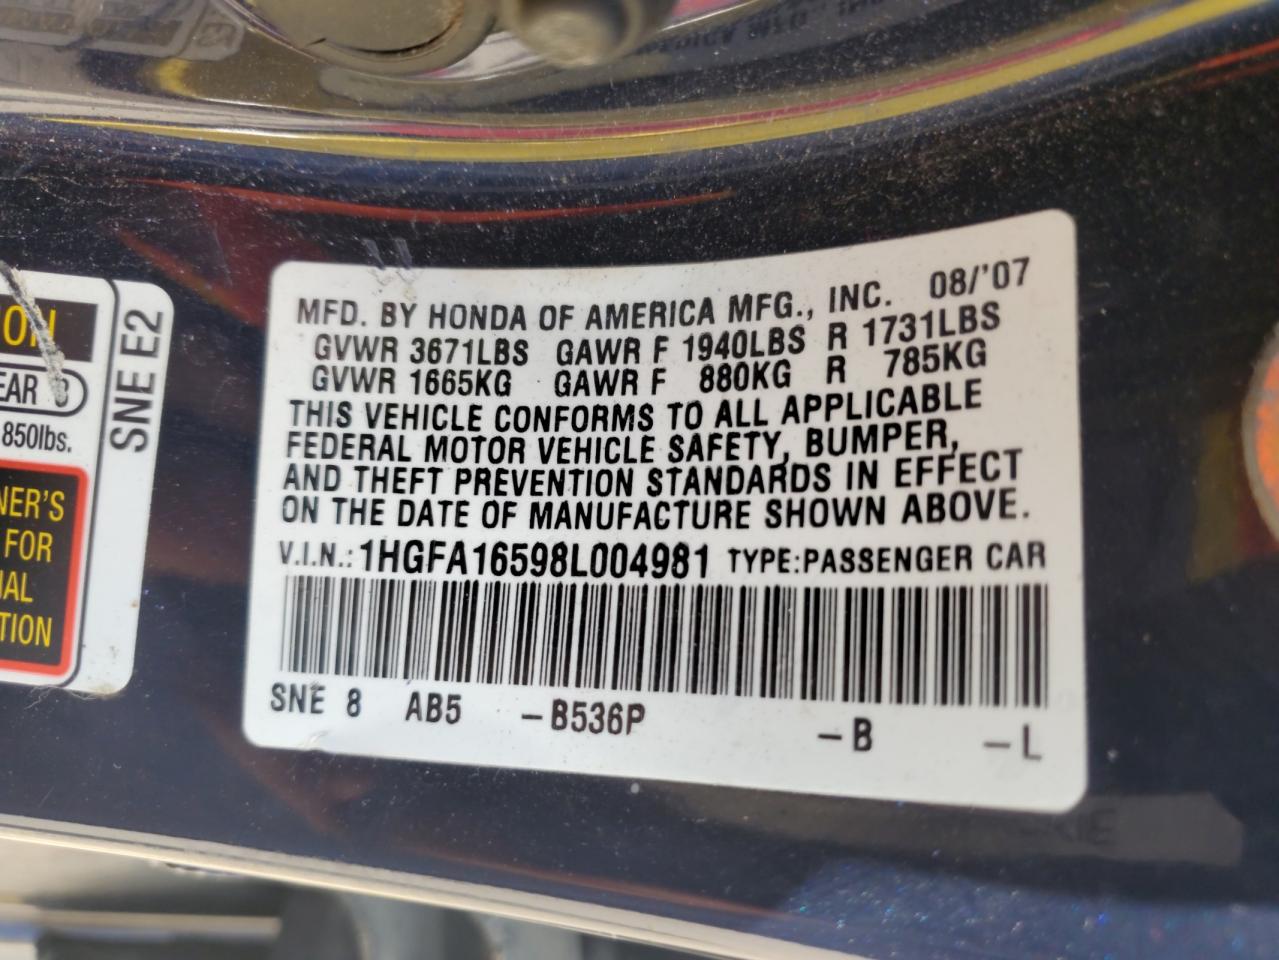 MFD. BY HONDA OF AMERICA MFG., INC. 08/'07
GVWR 3671LBS GAWR F 1940LBS R 1731LBS
GVWR 1665KG GAWR F 880KG R 785KG
THIS VEHICLE CONFORMS TO ALL APPLICABLE
FEDERAL MOTOR VEHICLE SAFETY, BUMPER,
AND THEFT PREVENTION STANDARDS IN EFFECT
ON THE DATE OF MANUFACTURE SHOWN ABOVE.
V.I.N.: 1HGFA16598L004981 TYPE:PASSENGER CAR
SNE 8 AB5 -B536P -B -L
SNE E2
EAR
850lbs.
NER'S
FOR
TION